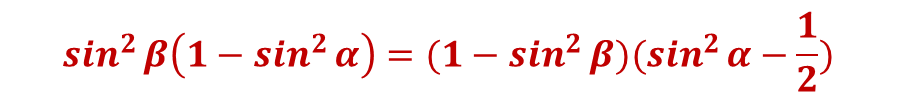 sin² β(1 − sin² α) = (1 − sin² β)(sin² α − 1/2)